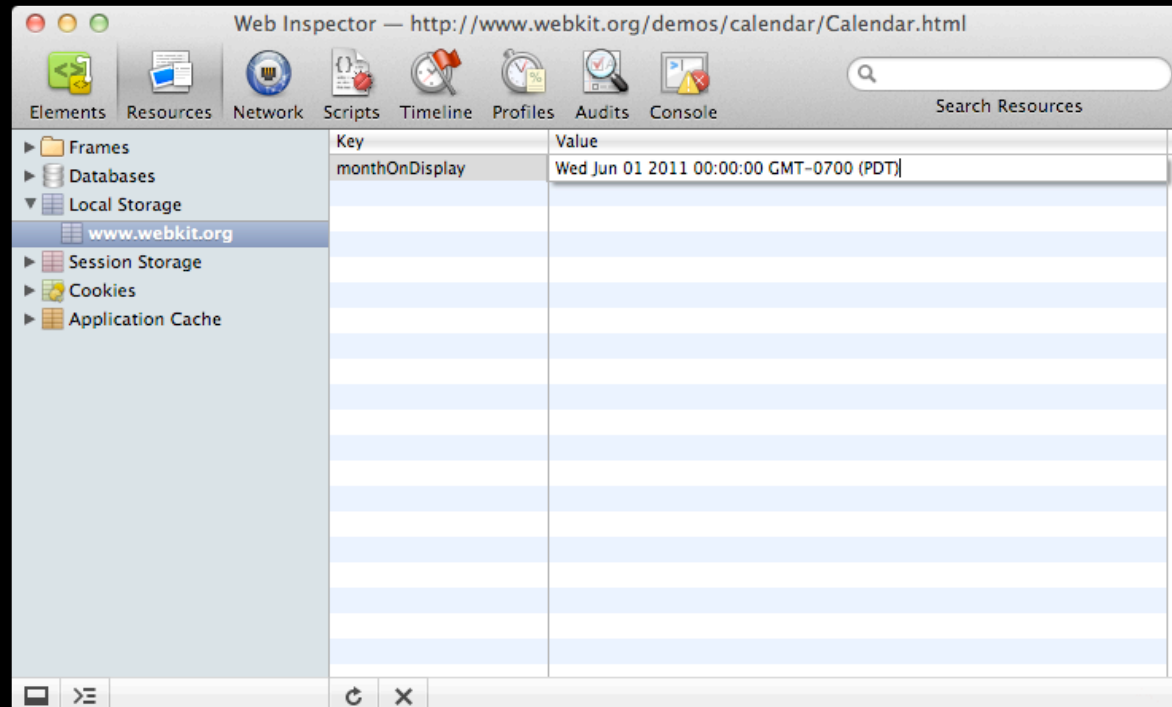 Web Inspector — http://www.webkit.org/demos/calendar/Calendar.html
Elements Resources Network Scripts Timeline Profiles Audits Console Search Resources
Frames
Databases
Local Storage
www.webkit.org
Session Storage
Cookies
Application Cache
Key Value
monthOnDisplay Wed Jun 01 2011 00:00:00 GMT-0700 (PDT)